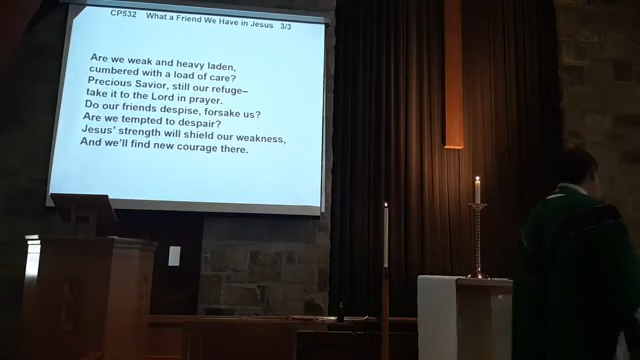 CP532 What a Friend We Have in Jesus 3/3
Are we weak and heavy laden,
cumbered with a load of care?
Precious Savior, still our refuge–
take it to the Lord in prayer.
Do our friends despise, forsake us?
Are we tempted to despair?
Jesus' strength will shield our weakness,
And we'll find new courage there.